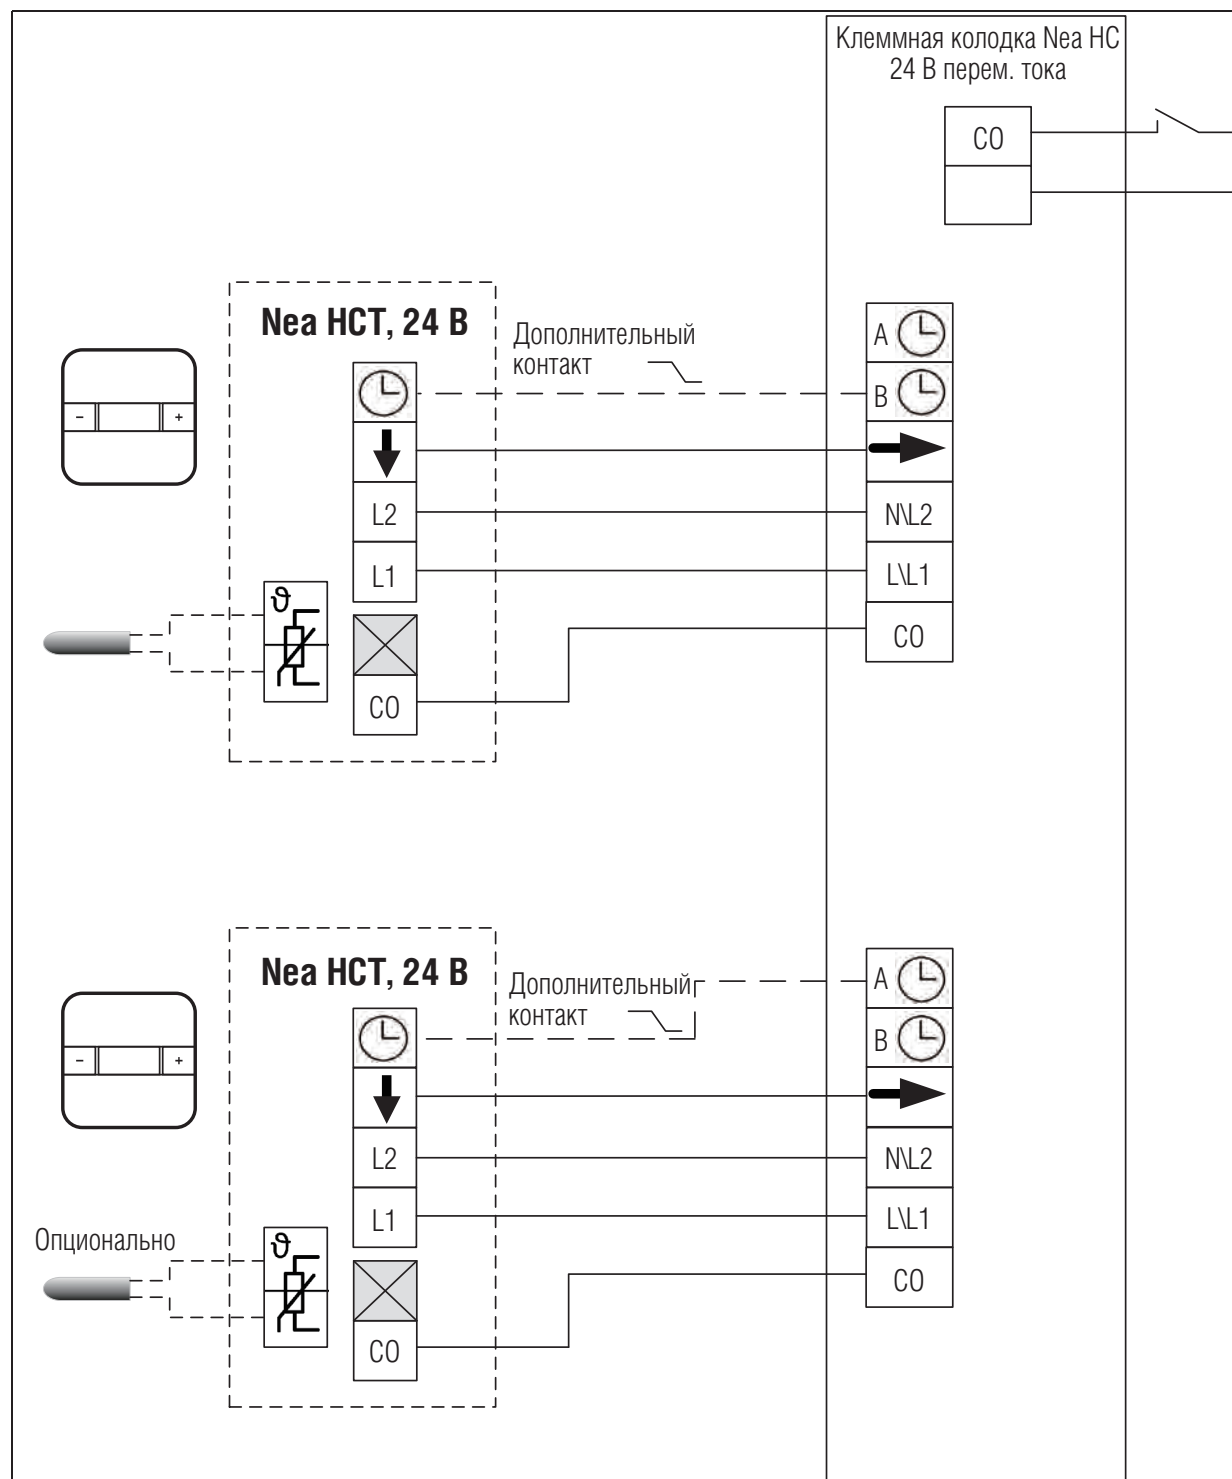 Клеммная колодка Nea HC
24 В перем. тока
CO
Nea HCT, 24 В
Дополнительный
контакт
A
B
- +
L2
N\L2
L1
L\L1
ϑ
CO
CO
Nea HCT, 24 В
Дополнительный
контакт
A
B
- +
L2
N\L2
L1
L\L1
Опционально
ϑ
CO
CO